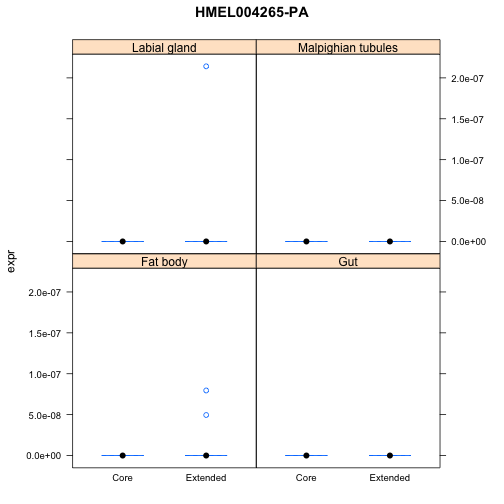 HMEL004265-PA
Labial gland Malpighian tubules
2.0e-07
1.5e-07
1.0e-07
5.0e-08
0.0e+00
expr
Fat body Gut
2.0e-07
1.5e-07
1.0e-07
5.0e-08
0.0e+00
Core Extended Core Extended